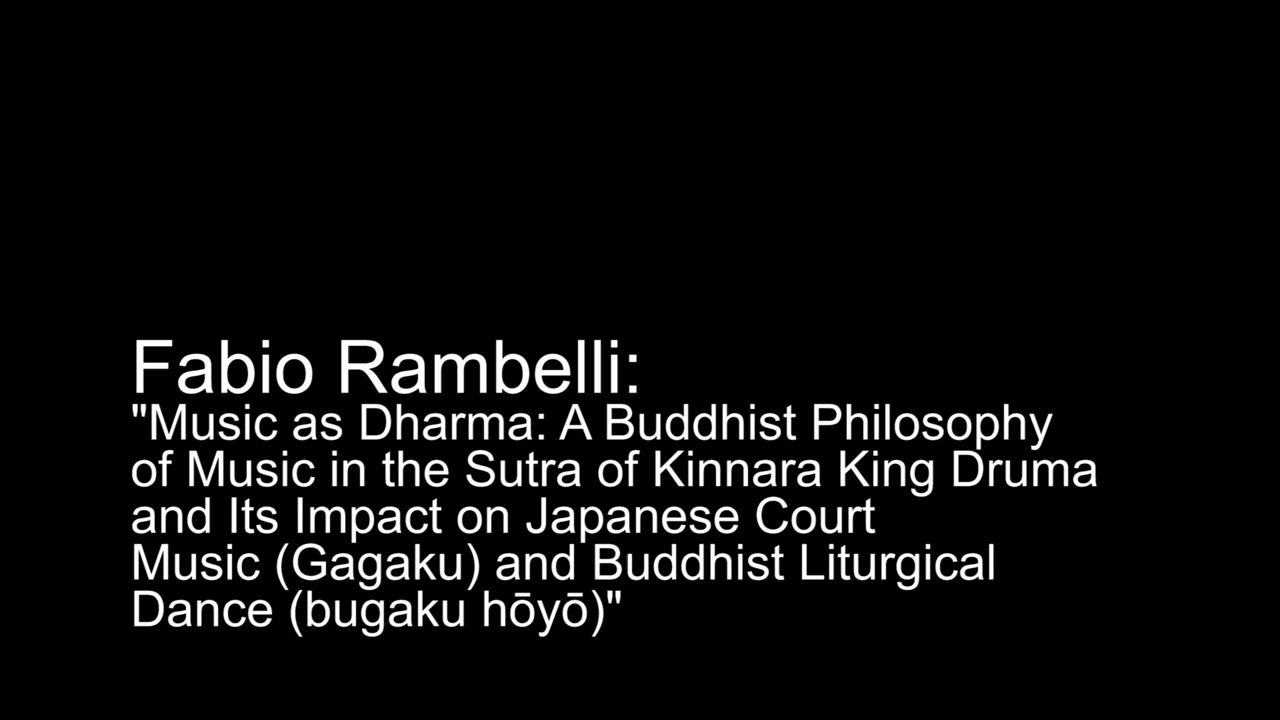 Fabio Rambelli:
"Music as Dharma: A Buddhist Philosophy
of Music in the Sutra of Kinnara King Druma
and Its Impact on Japanese Court
Music (Gagaku) and Buddhist Liturgical
Dance (bugaku hōyō)"